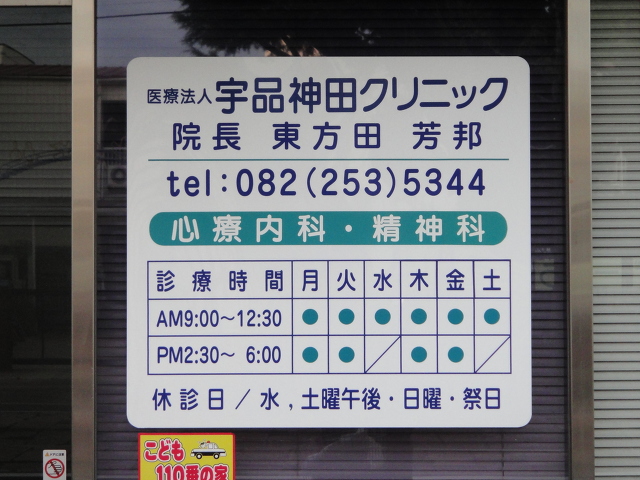 医療法人 宇品神田クリニック
院長 東方田 芳邦
tel:082(253)5344
心療内科・精神科
診療時間 月 火 水 木 金 土
AM9:00～12:30 ● ● ● ● ● ●
PM2:30～ 6:00 ● ● ／ ● ● ／
休診日／水,土曜午後・日曜・祭日
こども
110番の家